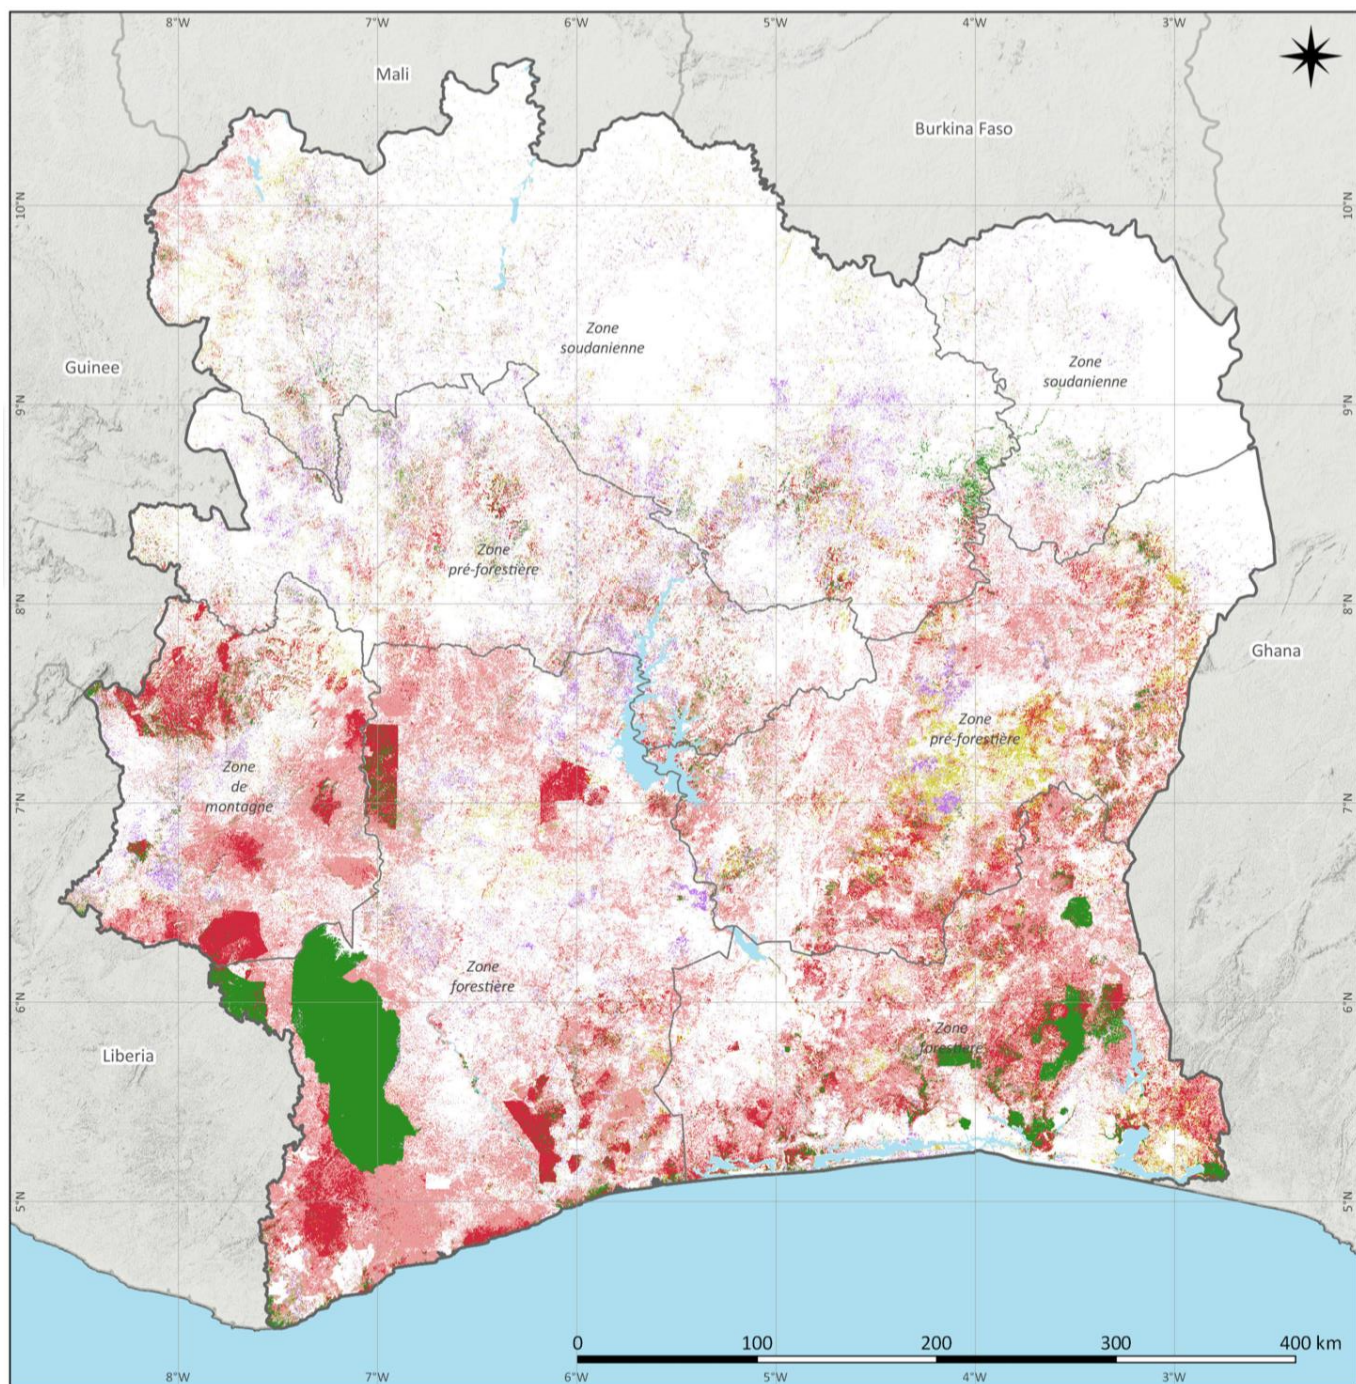 8°W 7°W 6°W 5°W 4°W 3°W
Mali
Burkina Faso
10°N 10°N
Zone
soudanienne
Zone
soudanienne
Guinee
9°N 9°N
Zone
pré-forestière
8°N 8°N
Ghana
Zone
pré-forestière
Zone
de
montagne
7°N 7°N
Zone
forestière
6°N 6°N
Zone
forestière
Liberia
5°N 5°N
0 100 200 300 400 km
8°W 7°W 6°W 5°W 4°W 3°W